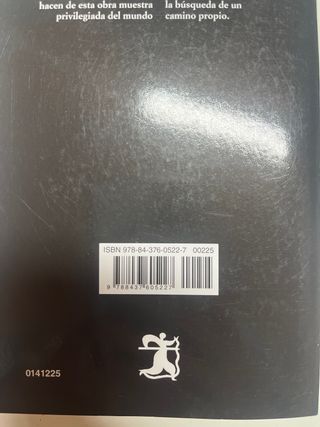 hacen de esta obra muestra
privilegiada del mundo
la búsqueda de un
camino propio.
ISBN 978-84-376-0522-7 00225
9 788437 605227
0141225